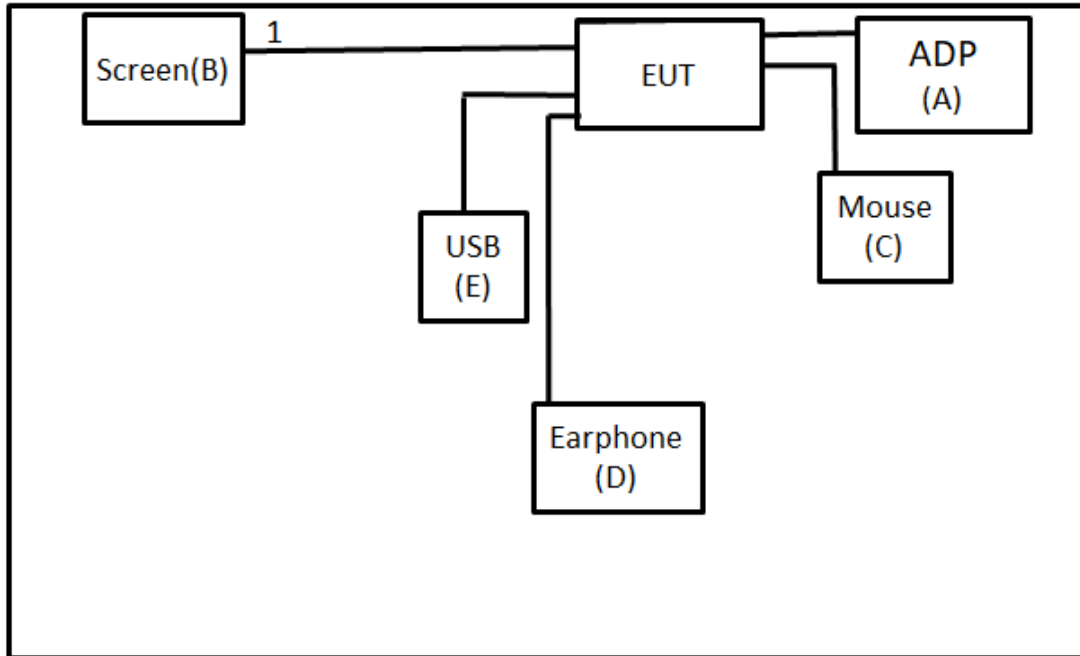 1
Screen(B)
EUT
ADP
(A)
Mouse
(C)
USB
(E)
Earphone
(D)